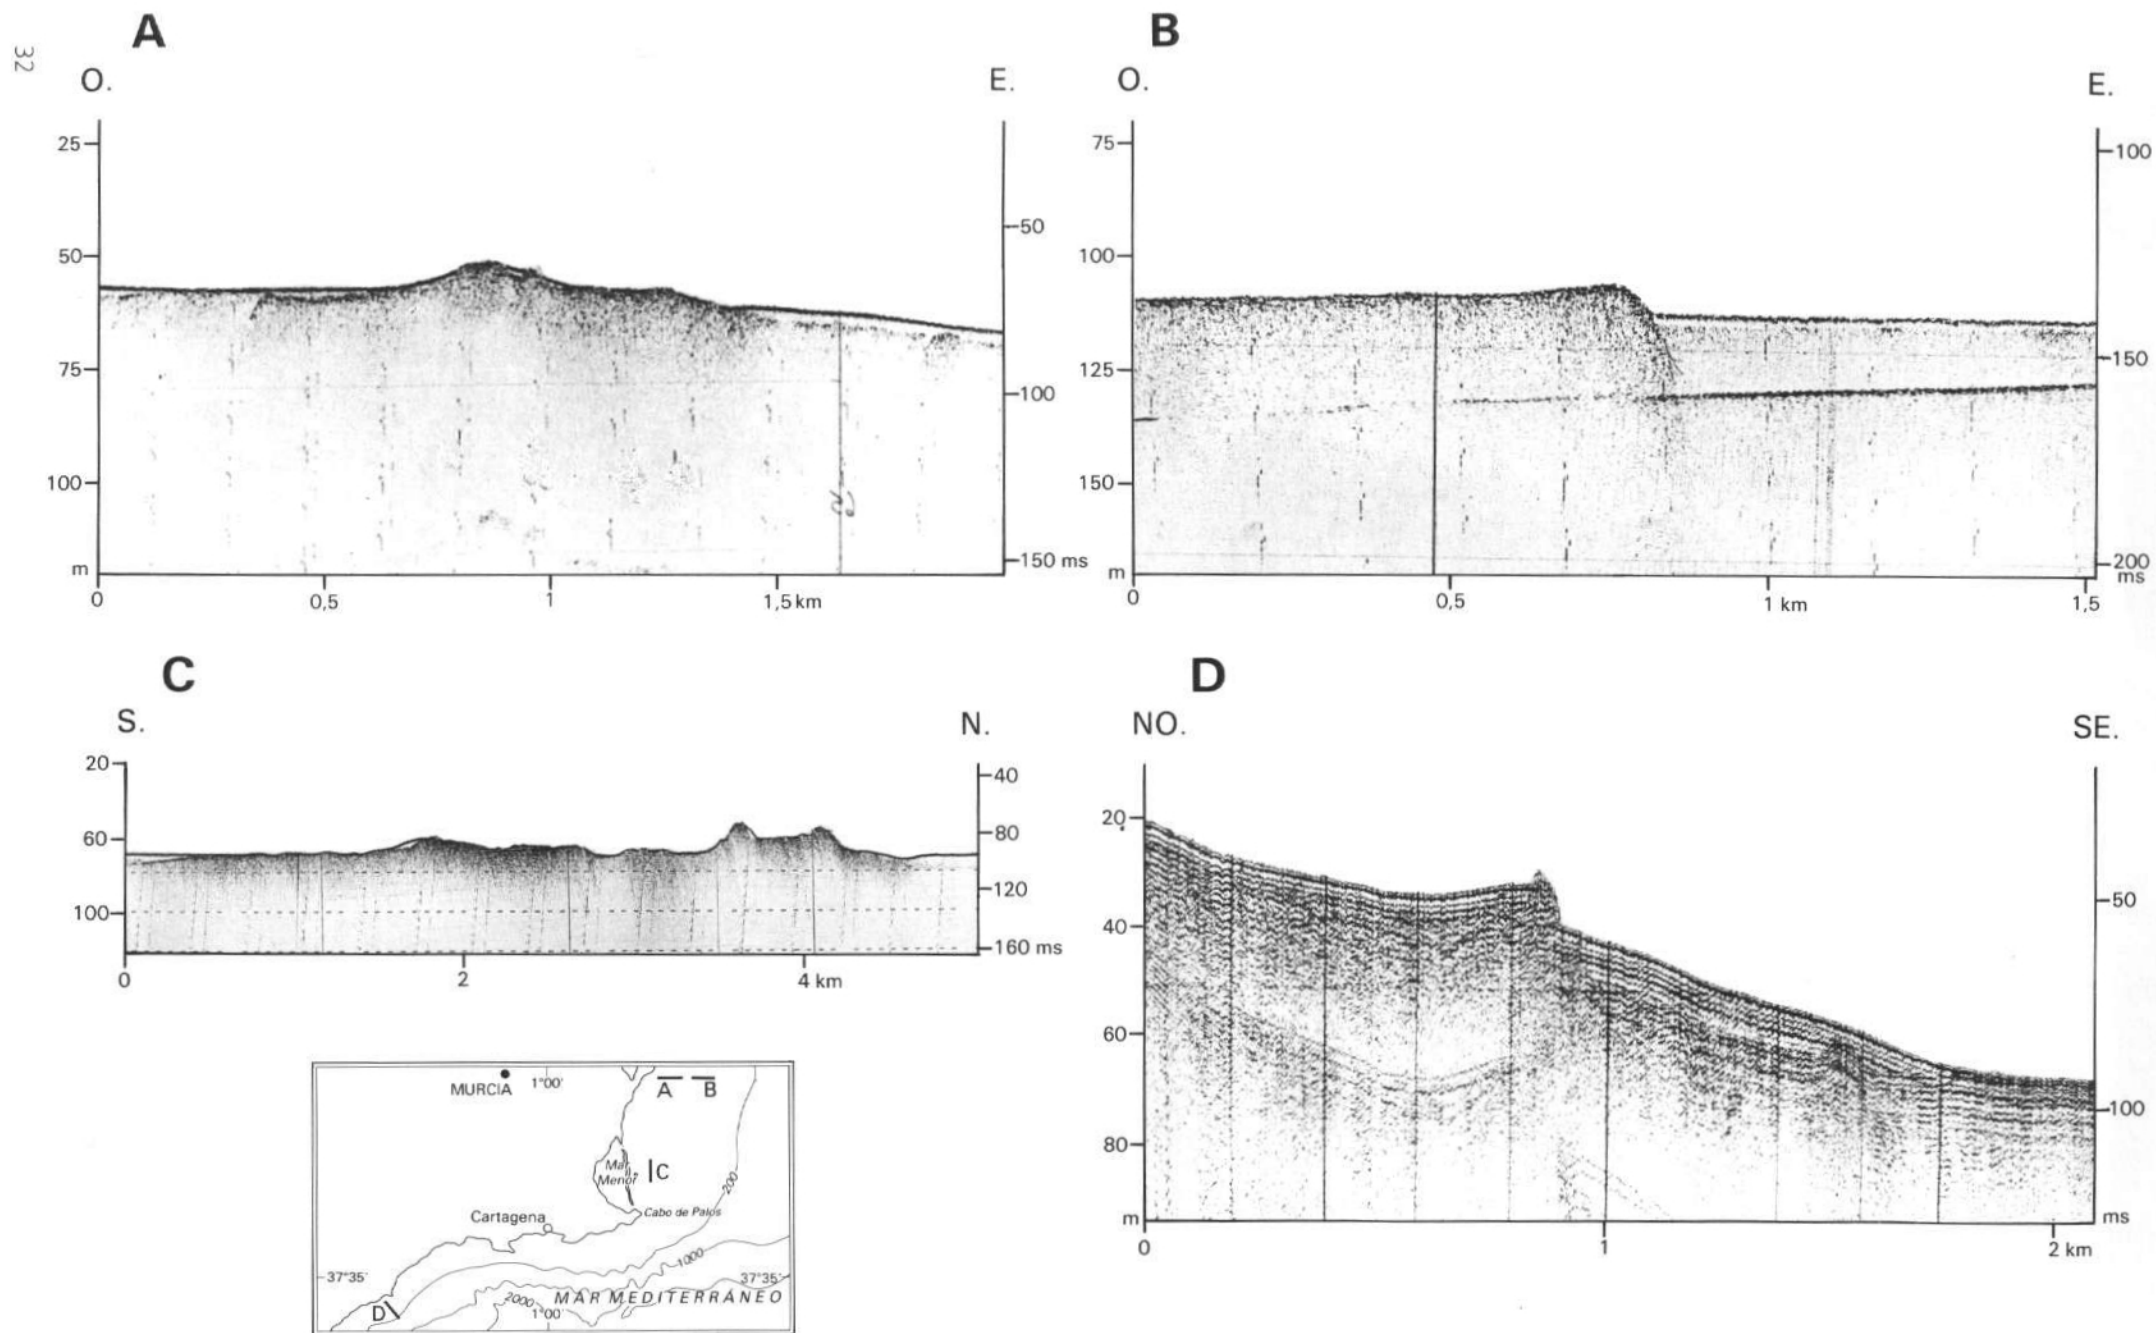 32
A
O.
E.
25
50
75
100
m
50
100
150 ms
0
0,5
1
1,5 km
B
O.
E.
75
100
125
150
m
100
150
200
ms
0
0,5
1 km
1,5
C
S.
N.
20
60
100
40
80
120
160 ms
0
2
4 km
D
NO.
SE.
20
40
60
80
m
50
100
ms
0
1
2 km
MURCIA
1°00'
A
B
Mar
Menor
C
200
Cabo de Palos
Cartagena
1000
37°35'
37°35'
2000
MAR MEDITERRÁNEO
D
1°00'